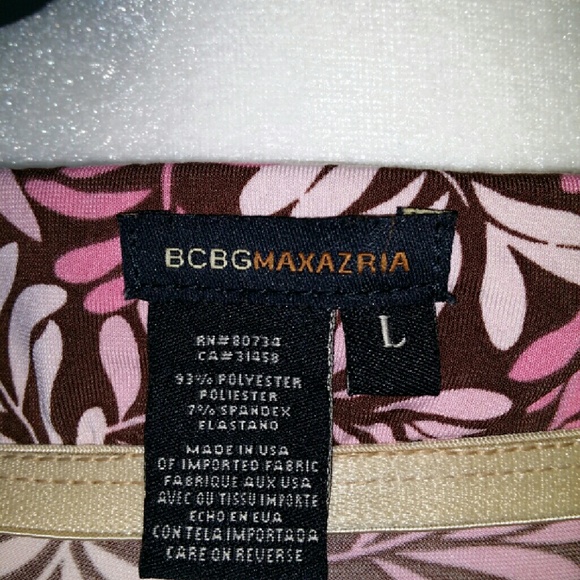 BCBGMAXAZRIA
L
RN#80734
CA#31458
93% POLYESTER
POLIESTER
7% SPANDEX
ELASTANO
MADE IN USA
OF IMPORTED FABRIC
FABRIQUE AUX USA
AVEC OU TISSU IMPORTE
ECHO EN EUA
CON TELA IMPORTADA
CARE ON REVERSE